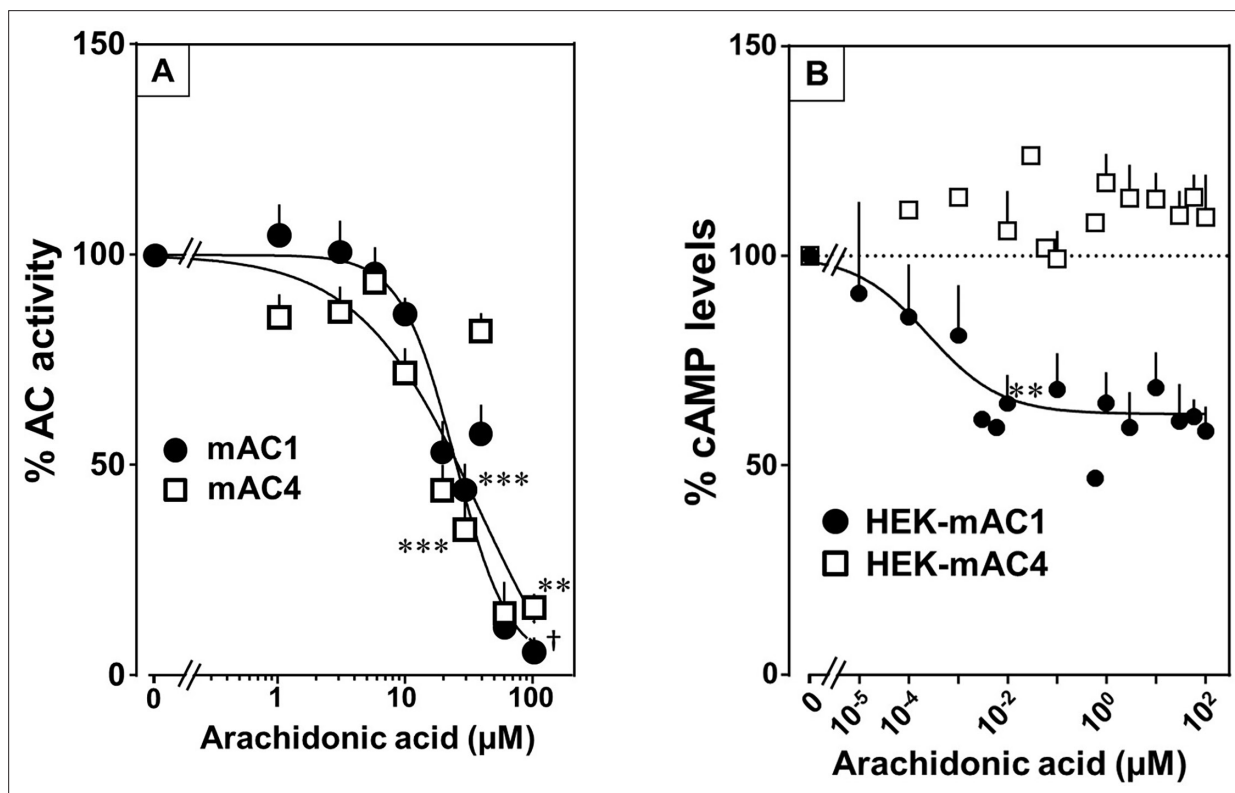 A
% AC activity
150
100
50
0
mAC1
mAC4
***
***
**
†
0
1
10
100
Arachidonic acid (µM)
B
% cAMP levels
150
100
50
0
**
HEK-mAC1
HEK-mAC4
0
10⁻⁵
10⁻⁴
10⁻²
10⁰
10²
Arachidonic acid (µM)